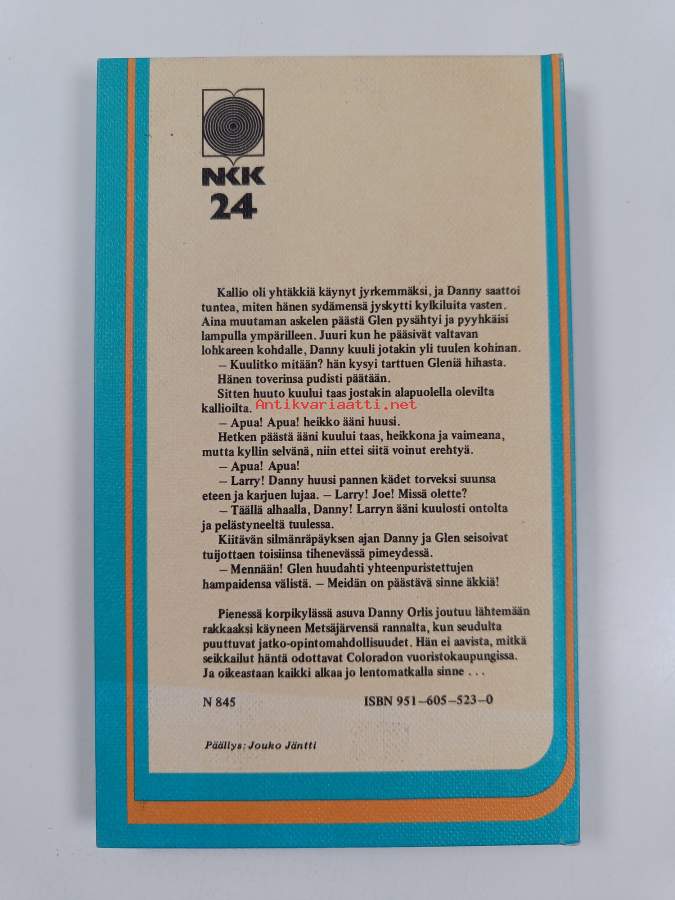 NKK
24
Kallio oli yhtäkkiä käynyt jyrkemmäksi, ja Danny saattoi
tuntea, miten hänen sydämensä jyskytti kylkiluita vasten.
Aina muutaman askelen päästä Glen pysähtyi ja pyyhkäisi
lampulla ympärilleen. Juuri kun he pääsivät valtavan
lohkareen kohdalle, Danny kuuli jotakin yli tuulen kohinan.
– Kuulitko mitään? hän kysyi tarttuen Gleniä hihasta.
Hänen toverinsa pudisti päätään.
Sitten huuto kuului taas jostakin alapuolella olevilta
kallioilta.
Antikvariaatti.net
– Apua! Apua! heikko ääni huusi.
Hetken päästä ääni kuului taas, heikkona ja vaimeana,
mutta kyllin selvänä, niin ettei siitä voinut erehtyä.
– Apua! Apua!
– Larry! Danny huusi pannen kädet torveksi suunsa
eteen ja karjuen lujaa. – Larry! Joe! Missä olette?
– Täällä alhaalla, Danny! Larryn ääni kuulosti ontolta
ja pelästyneeltä tuulessa.
Kiitävän silmänräpäyksen ajan Danny ja Glen seisoivat
tuijottaen toisiinsa tihenevässä pimeydessä.
– Mennään! Glen huudahti yhteenpuristettujen
hampaidensa välistä. – Meidän on päästävä sinne äkkiä!
Pienessä korpikylässä asuva Danny Orlis joutuu lähtemään
rakkaaksi käyneen Metsäjärvensä rannalta, kun seudulta
puuttuvat jatko-opintomahdollisuudet. Hän ei aavista, mitkä
seikkailut häntä odottavat Coloradon vuoristokaupungissa.
Ja oikeastaan kaikki alkaa jo lentomatkalla sinne . . .
N 845 ISBN 951–605–523–0
Päällys: Jouko Jäntti